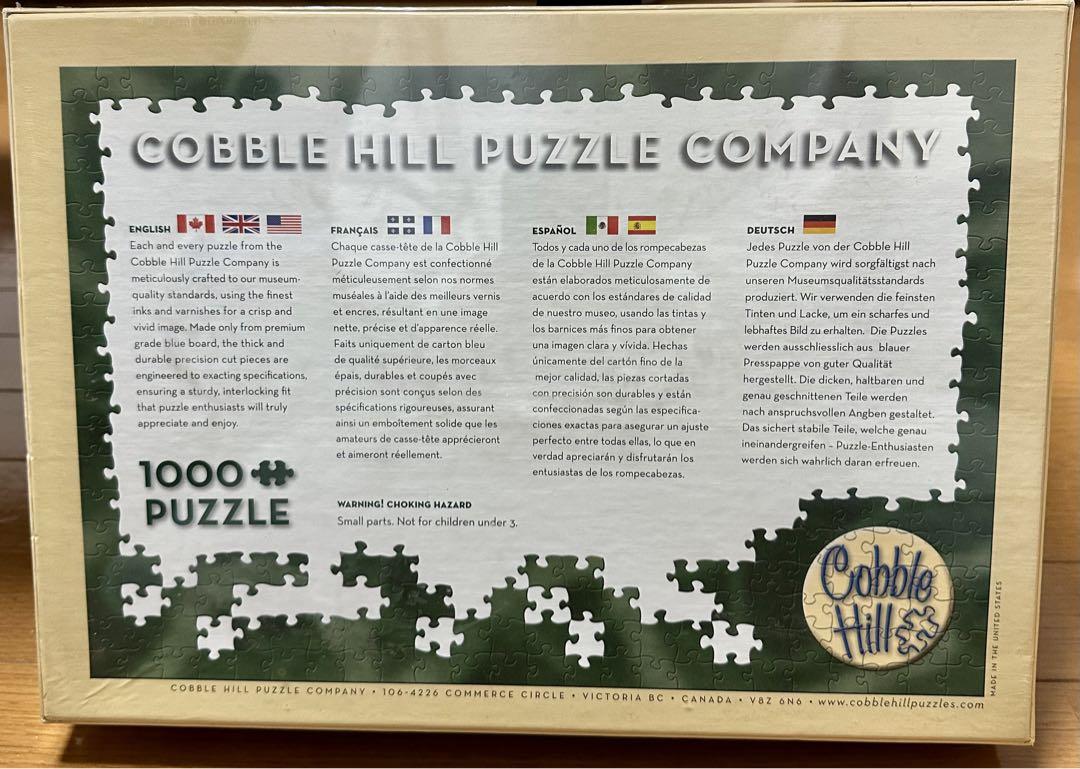 COBBLE HILL PUZZLE COMPANY
ENGLISH
Each and every puzzle from the
Cobble Hill Puzzle Company is
meticulously crafted to our museum-
quality standards, using the finest
inks and varnishes for a crisp and
vivid image. Made only from premium
grade blue board, the thick and
durable precision cut pieces are
engineered to exacting specifications,
ensuring a sturdy, interlocking fit
that puzzle enthusiasts will truly
appreciate and enjoy.
FRANÇAIS
Chaque casse-tête de la Cobble Hill
Puzzle Company est confectionné
méticuleusement selon nos normes
muséales à l'aide des meilleurs vernis
et encres, résultant en une image
nette, précise et d'apparence réelle.
Faits uniquement de carton bleu
de qualité supérieure, les morceaux
épais, durables et coupés avec
précision sont conçus selon des
spécifications rigoureuses, assurant
ainsi un emboîtement solide que les
amateurs de casse-tête apprécieront
et aimeront réellement.
ESPAÑOL
Todos y cada uno de los rompecabezas
de la Cobble Hill Puzzle Company
están elaborados meticulosamente de
acuerdo con los estándares de calidad
de nuestro museo, usando las tintas y
los barnices más finos para obtener
una imagen clara y vívida. Hechas
únicamente del cartón fino de la
mejor calidad, las piezas cortadas
con precisión son durables y están
confeccionadas según las especifica-
ciones exactas para asegurar un ajuste
perfecto entre todas ellas, lo que en
verdad apreciarán y disfrutarán los
entusiastas de los rompecabezas.
DEUTSCH
Jedes Puzzle von der Cobble Hill
Puzzle Company wird sorgfältigst nach
unseren Museumsqualitätsstandards
produziert. Wir verwenden die feinsten
Tinten und Lacke, um ein scharfes und
lebhaftes Bild zu erhalten. Die Puzzles
werden ausschliesslich aus blauer
Presspappe von guter Qualität
hergestellt. Die dicken, haltbaren und
genau geschnittenen Teile werden
nach anspruchsvollen Angben gestaltet.
Das sichert stabile Teile, welche genau
ineinandergreifen – Puzzle-Enthusiasten
werden sich wahrlich daran erfreuen.
1000
PUZZLE
WARNING! CHOKING HAZARD
Small parts. Not for children under 3.
Cobble
Hill
MADE IN THE UNITED STATES
COBBLE HILL PUZZLE COMPANY • 106-4226 COMMERCE CIRCLE • VICTORIA BC • CANADA • V8Z 6N6 • www.cobblehillpuzzles.com